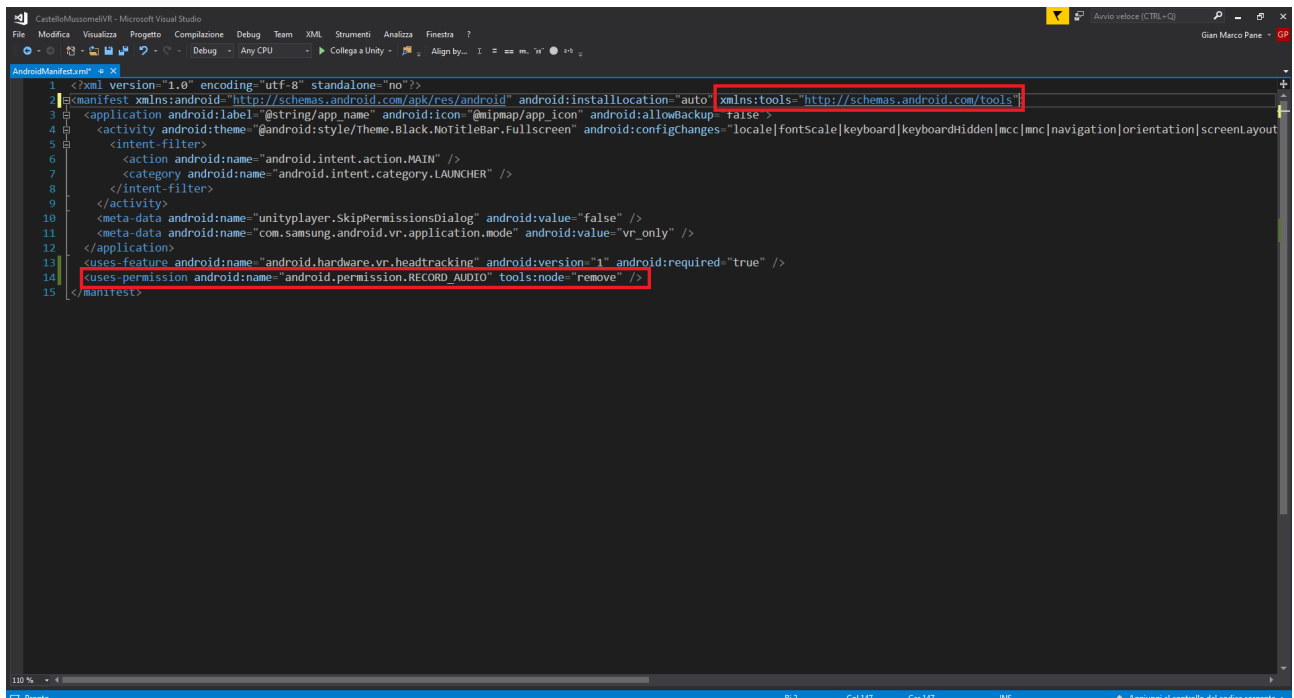 CastelloMussomeliVR - Microsoft Visual Studio
Avvio veloce (CTRL+Q)
File Modifica Visualizza Progetto Compilazione Debug Team XML Strumenti Analizza Finestra ?
Gian Marco Pane GP
Debug Any CPU Collega a Unity Align by...
AndroidManifest.xml*
1 <?xml version="1.0" encoding="utf-8" standalone="no"?>
2 <manifest xmlns:android="http://schemas.android.com/apk/res/android" android:installLocation="auto" xmlns:tools="http://schemas.android.com/tools">
3 <application android:label="@string/app_name" android:icon="@mipmap/app_icon" android:allowBackup="false">
4 <activity android:theme="@android:style/Theme.Black.NoTitleBar.Fullscreen" android:configChanges="locale|fontScale|keyboard|keyboardHidden|mcc|mnc|navigation|orientation|screenLayout
5 <intent-filter>
6 <action android:name="android.intent.action.MAIN" />
7 <category android:name="android.intent.category.LAUNCHER" />
8 </intent-filter>
9 </activity>
10 <meta-data android:name="unityplayer.SkipPermissionsDialog" android:value="false" />
11 <meta-data android:name="com.samsung.android.vr.application.mode" android:value="vr_only" />
12 </application>
13 <uses-feature android:name="android.hardware.vr.headtracking" android:version="1" android:required="true" />
14 <uses-permission android:name="android.permission.RECORD_AUDIO" tools:node="remove" />
15 </manifest>
110 %